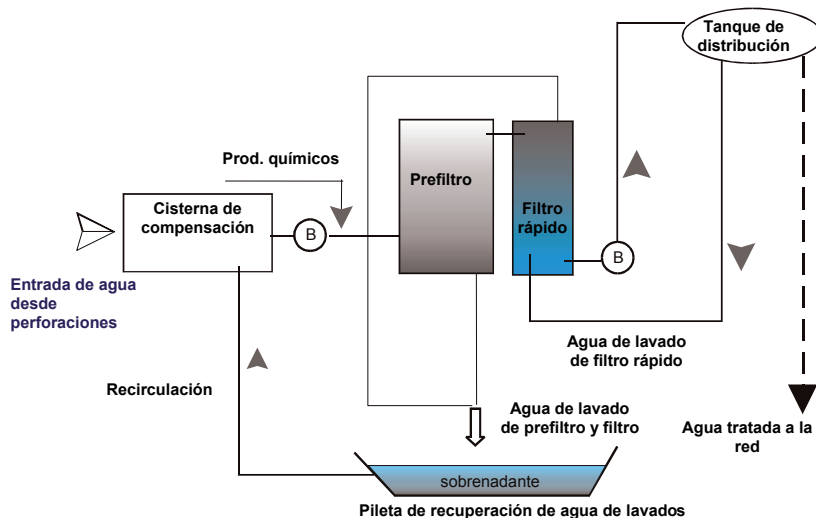 Tanque de
distribución
Prod. químicos
Prefiltro
Cisterna de
compensación
B
Filtro
rápido
B
Entrada de agua
desde
perforaciones
Agua de lavado
de filtro rápido
Recirculación
Agua de lavado
de prefiltro y filtro
Agua tratada a la
red
sobrenadante
Pileta de recuperación de agua de lavados